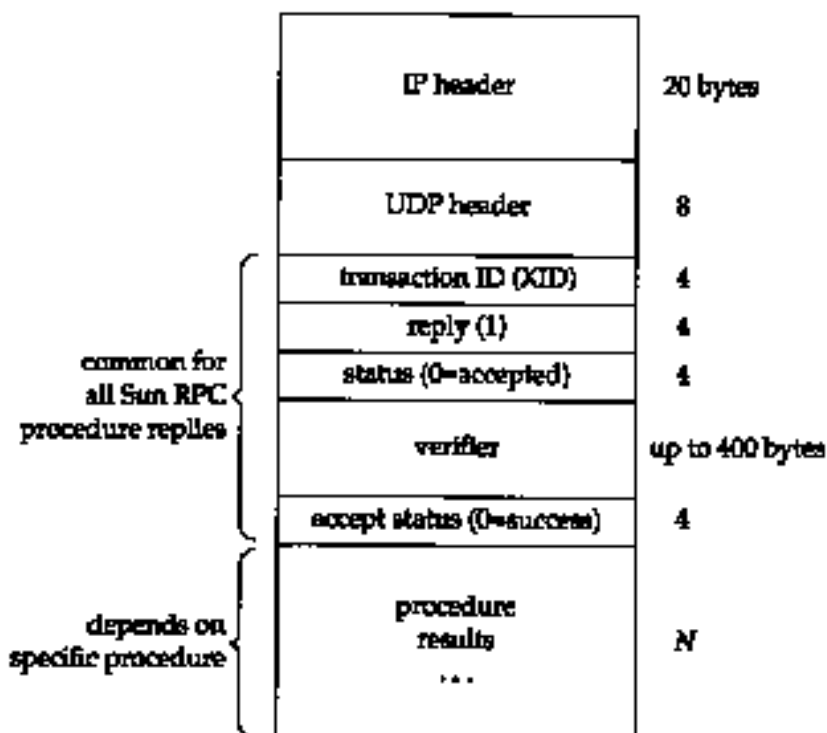 IP header 20 bytes
UDP header 8
transaction ID (XID) 4
reply (1) 4
status (0=accepted) 4
common for
all Sun RPC
procedure replies
verifier up to 400 bytes
accept status (0=success) 4
procedure
results
...
N
depends on
specific procedure